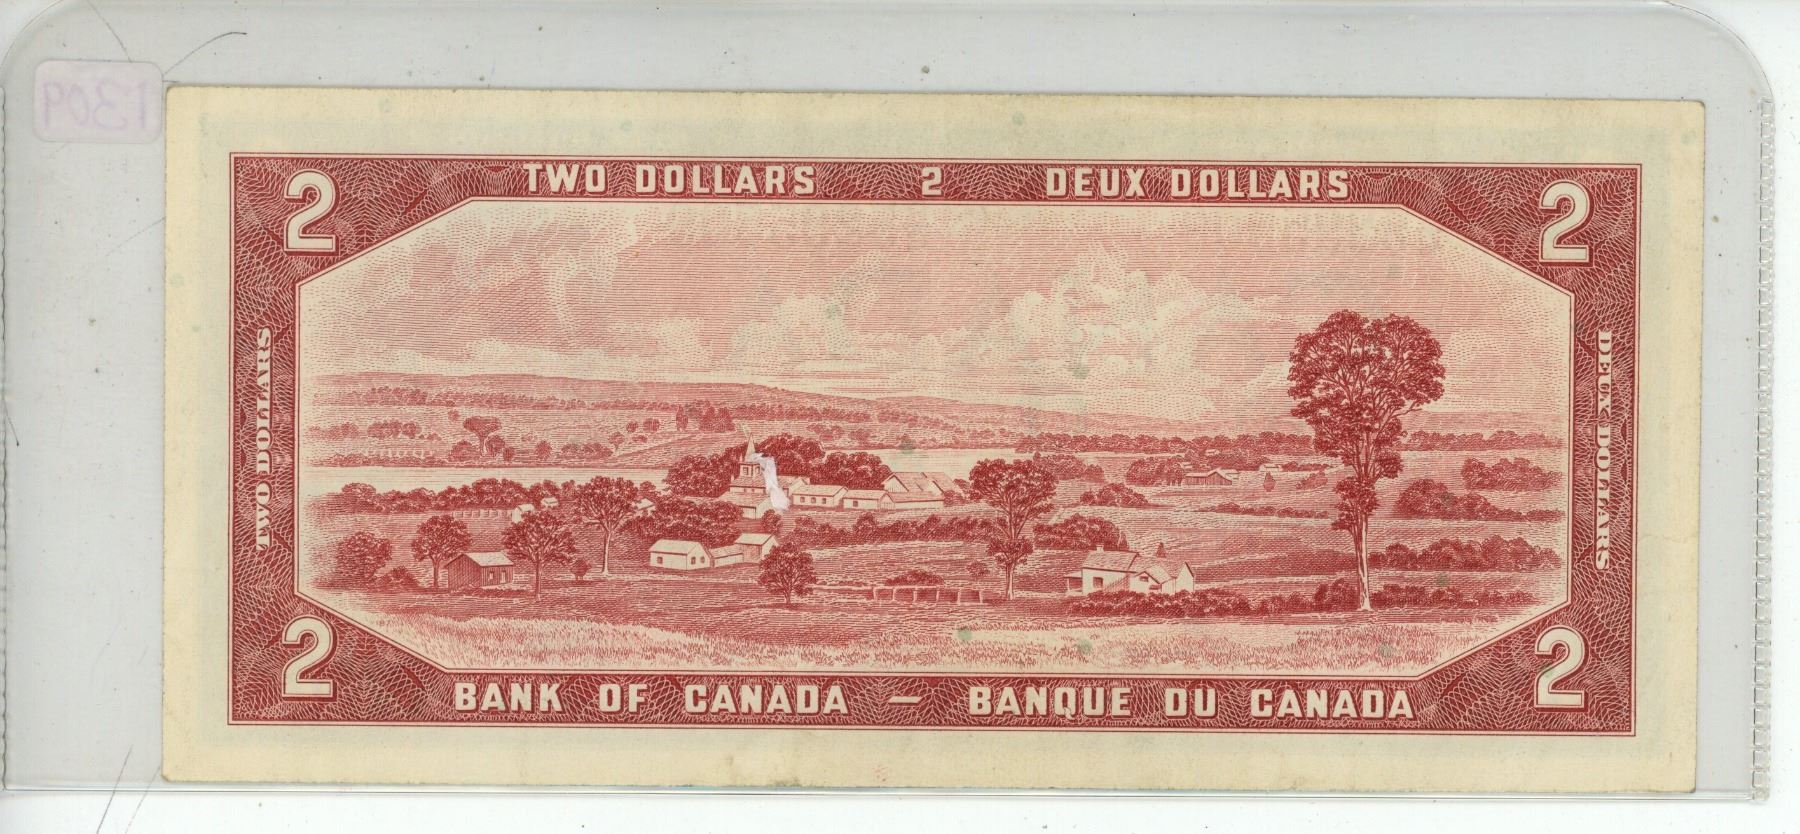 1309
TWO DOLLARS 2 DEUX DOLLARS
2 2
TWO DOLLARS
DEUX DOLLARS
2 2
BANK OF CANADA — BANQUE DU CANADA